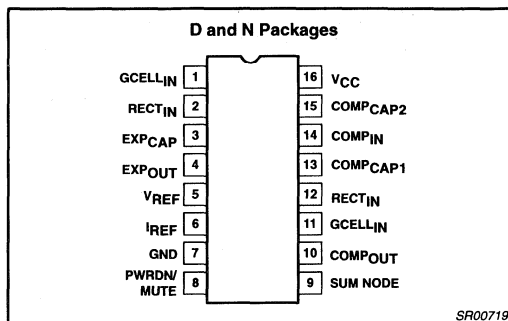 D and N Packages
GCELLIN 1 16 VCC
RECTIN 2 15 COMPCAP2
EXPCAP 3 14 COMPIN
EXPOUT 4 13 COMPCAP1
VREF 5 12 RECTIN
IREF 6 11 GCELLIN
GND 7 10 COMPOUT
PWRDN/
MUTE 8 9 SUM NODE
SR00719